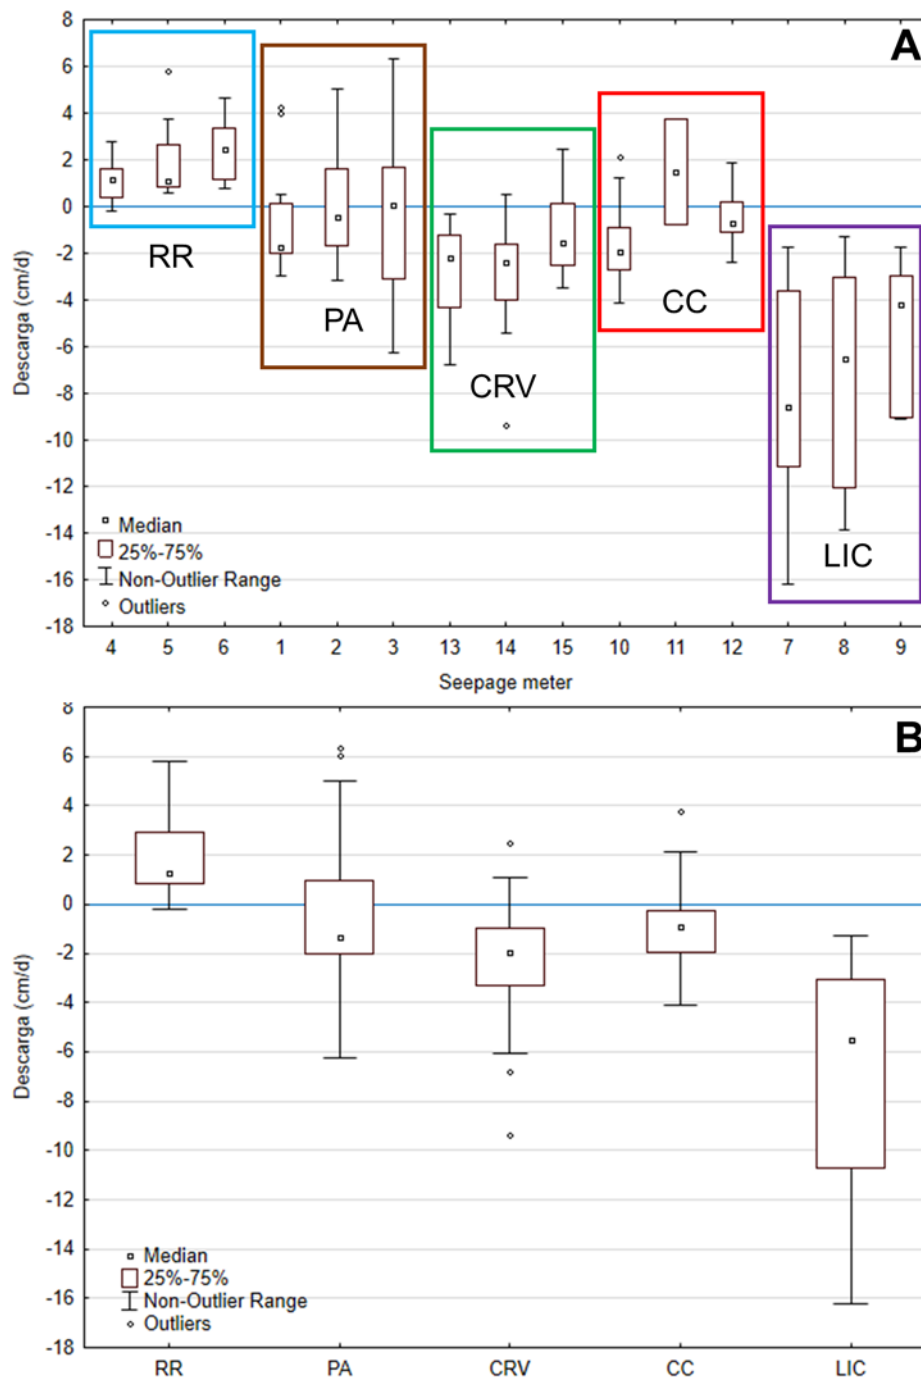 A
8
6
4
2
0
-2
-4
-6
-8
-10
-12
-14
-16
-18
Descarga (cm/d)
RR
PA
CRV
CC
LIC
Median
25%-75%
Non-Outlier Range
Outliers
4 5 6 1 2 3 13 14 15 10 11 12 7 8 9
Seepage meter
B
8
6
4
2
0
-2
-4
-6
-8
-10
-12
-14
-16
-18
Descarga (cm/d)
Median
25%-75%
Non-Outlier Range
Outliers
RR PA CRV CC LIC